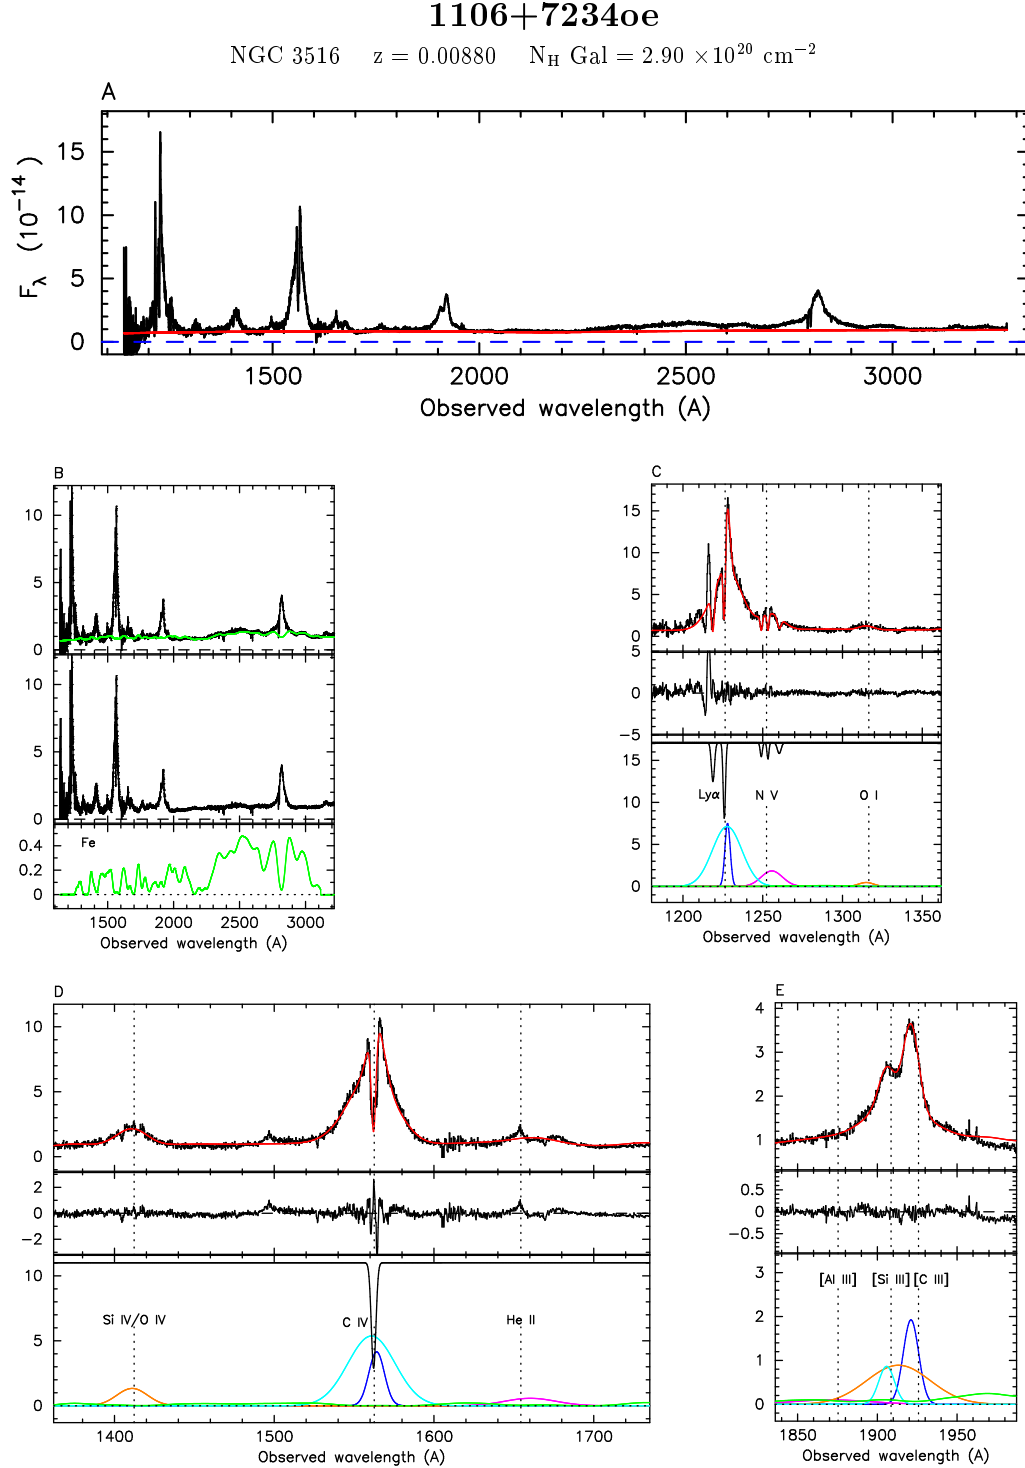 1106+7234oe
NGC 3516 z = 0.00880 N_H Gal = 2.90 ×10^20 cm^−2
A
F_λ (10^−14)
15
10
5
0
1500 2000 2500 3000
Observed wavelength (A)
B
10
5
0
10
5
0
Fe
0.4
0.2
0
1500 2000 2500 3000
Observed wavelength (A)
C
15
10
5
0
5
0
−5
15
10
5
0
Lyα N V O I
1200 1250 1300 1350
Observed wavelength (A)
D
10
5
0
2
0
−2
10
5
0
Si IV/O IV C IV He II
1400 1500 1600 1700
Observed wavelength (A)
E
4
3
2
1
0.5
0
−0.5
3
2
1
0
[Al III] [Si III] [C III]
1850 1900 1950
Observed wavelength (A)